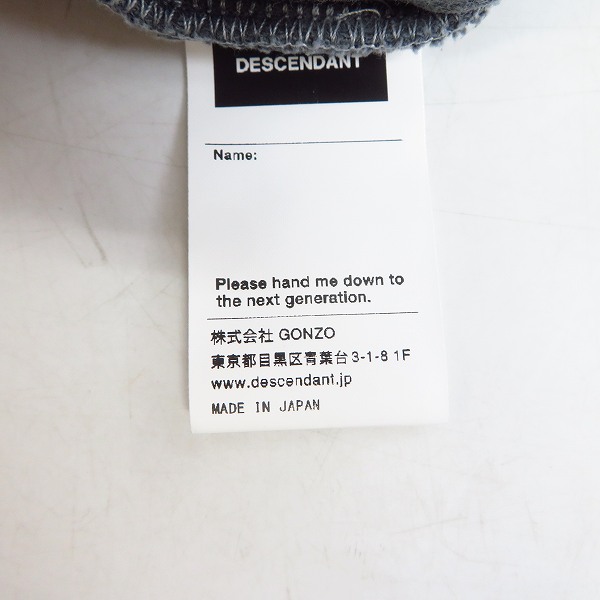 DESCENDANT
Name:
Please hand me down to
the next generation.
株式会社 GONZO
東京都目黒区青葉台3-1-8 1F
www.descendant.jp
MADE IN JAPAN